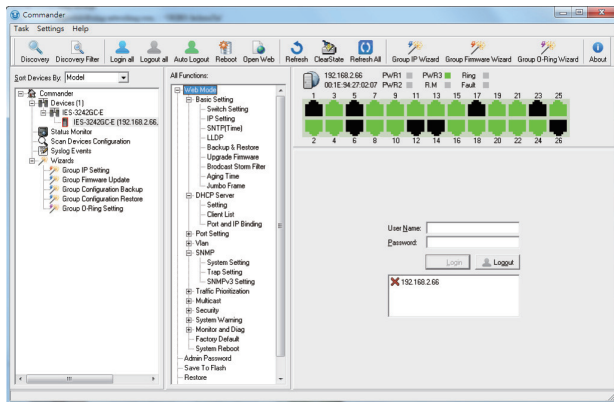 Commander
Task Settings Help
Discovery Discovery Filter Login all Logout all Auto Logout Reboot Open Web Refresh ClearState Refresh All Group IP Wizard Group Firmware Wizard Group O-Ring Wizard About
Sort Devices By: Model
Commander
Devices (1)
IES-3242GC-E
IES-3242GC-E (192.168.2.66,
Status Monitor
Scan Devices Configuration
Syslog Events
Wizards
Group IP Setting
Group Firmware Update
Group Configuration Backup
Group Configuration Restore
Group O-Ring Setting
All Functions:
Web Mode
Basic Setting
Switch Setting
IP Setting
SNTP(Time)
LLDP
Backup & Restore
Upgrade Firmware
Brodcast Storm Filter
Aging Time
Jumbo Frame
DHCP Server
Setting
Client List
Port and IP Binding
Port Setting
Vlan
SNMP
System Setting
Trap Setting
SNMPv3 Setting
Traffic Prioritization
Multicast
Security
System Warning
Monitor and Diag
Factory Default
System Reboot
Admin Password
Save To Flash
Restore
192.168.2.66 PWR1 PWR3 Ring
00:1E:94:27:02:07 PWR2 R.M Fault
1 3 5 7 9 11 13 15 17 19 21 23 25
2 4 6 8 10 12 14 16 18 20 22 24 26
User Name:
Password:
Login Logout
192.168.2.66